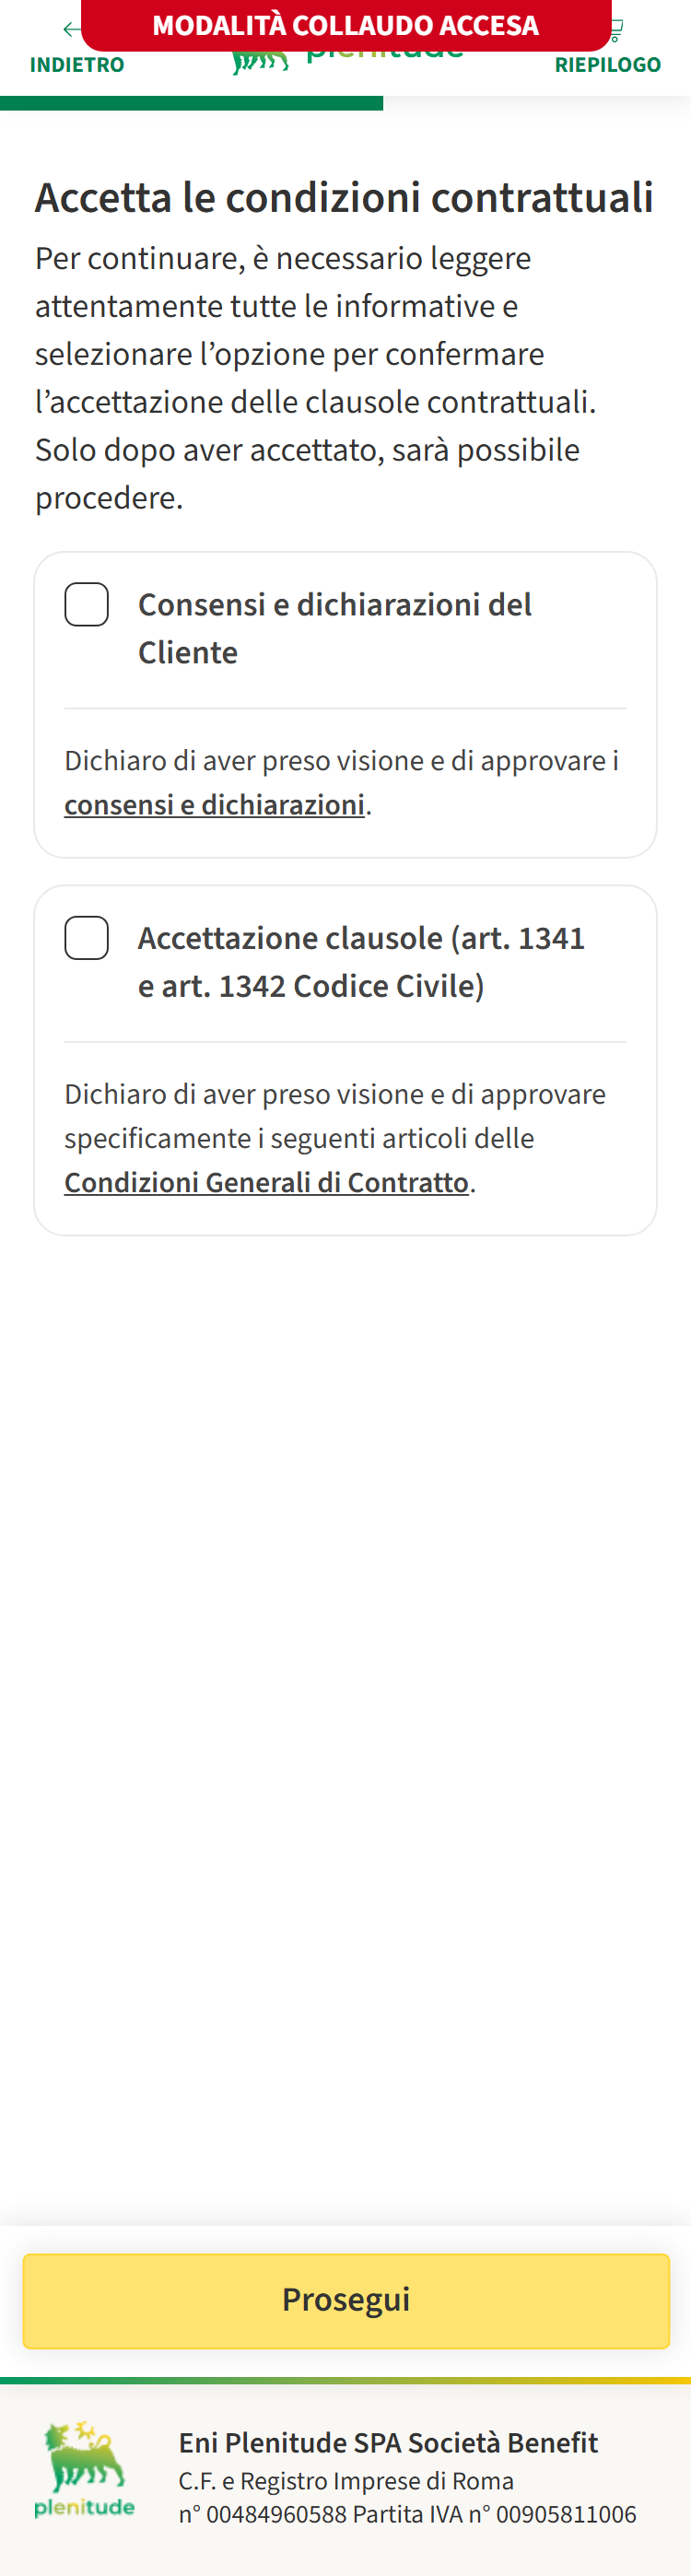 MODALITÀ COLLAUDO ACCESA
INDIETRO
plenitude
RIEPILOGO
Accetta le condizioni contrattuali
Per continuare, è necessario leggere
attentamente tutte le informative e
selezionare l’opzione per confermare
l’accettazione delle clausole contrattuali.
Solo dopo aver accettato, sarà possibile
procedere.
Consensi e dichiarazioni del
Cliente
Dichiaro di aver preso visione e di approvare i
consensi e dichiarazioni.
Accettazione clausole (art. 1341
e art. 1342 Codice Civile)
Dichiaro di aver preso visione e di approvare
specificamente i seguenti articoli delle
Condizioni Generali di Contratto.
Prosegui
Eni Plenitude SPA Società Benefit
C.F. e Registro Imprese di Roma
n° 00484960588 Partita IVA n° 00905811006
plenitude